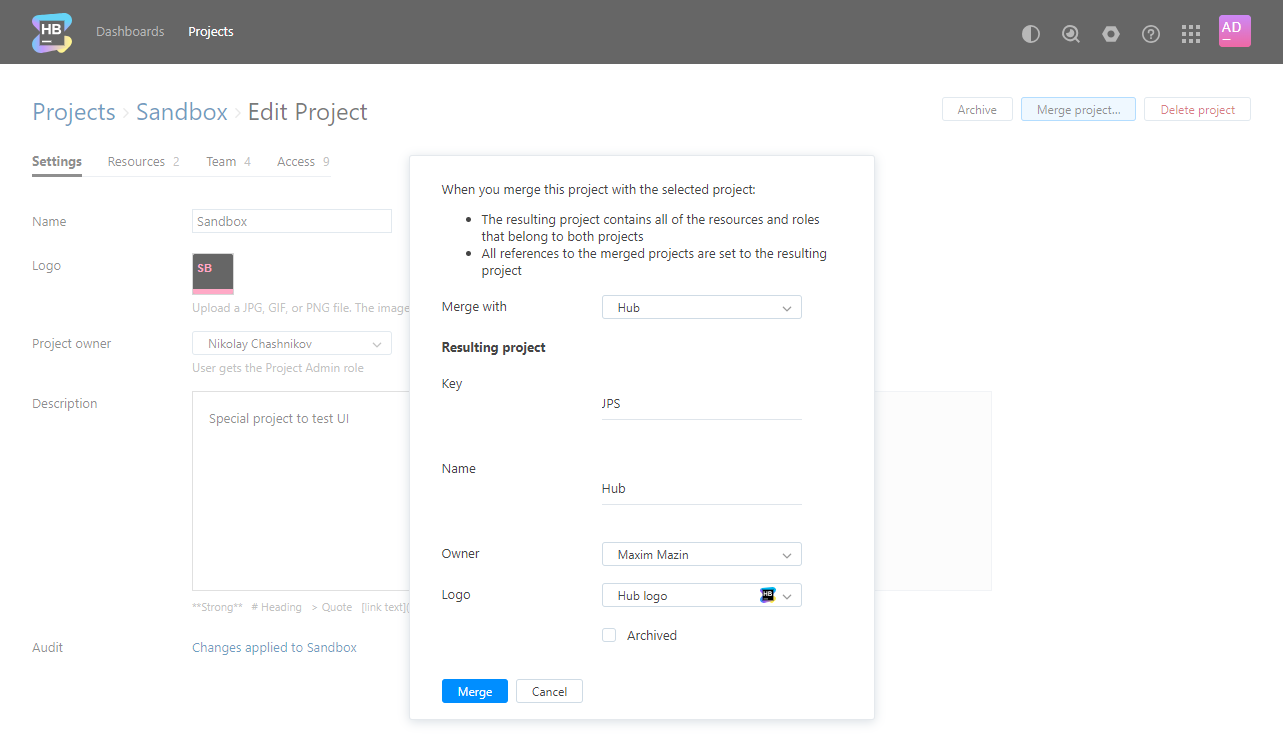 HB
Dashboards
Projects
AD
Projects › Sandbox › Edit Project
Archive
Merge project...
Delete project
Settings
Resources 2
Team 4
Access 9
Name
Sandbox
Logo
SB
Upload a JPG, GIF, or PNG file. The image
Project owner
Nikolay Chashnikov
User gets the Project Admin role
Description
Special project to test UI
**Strong** # Heading > Quote [link text](
Audit
Changes applied to Sandbox
When you merge this project with the selected project:
• The resulting project contains all of the resources and roles
that belong to both projects
• All references to the merged projects are set to the resulting
project
Merge with
Hub
Resulting project
Key
JPS
Name
Hub
Owner
Maxim Mazin
Logo
Hub logo
HB
Archived
Merge
Cancel